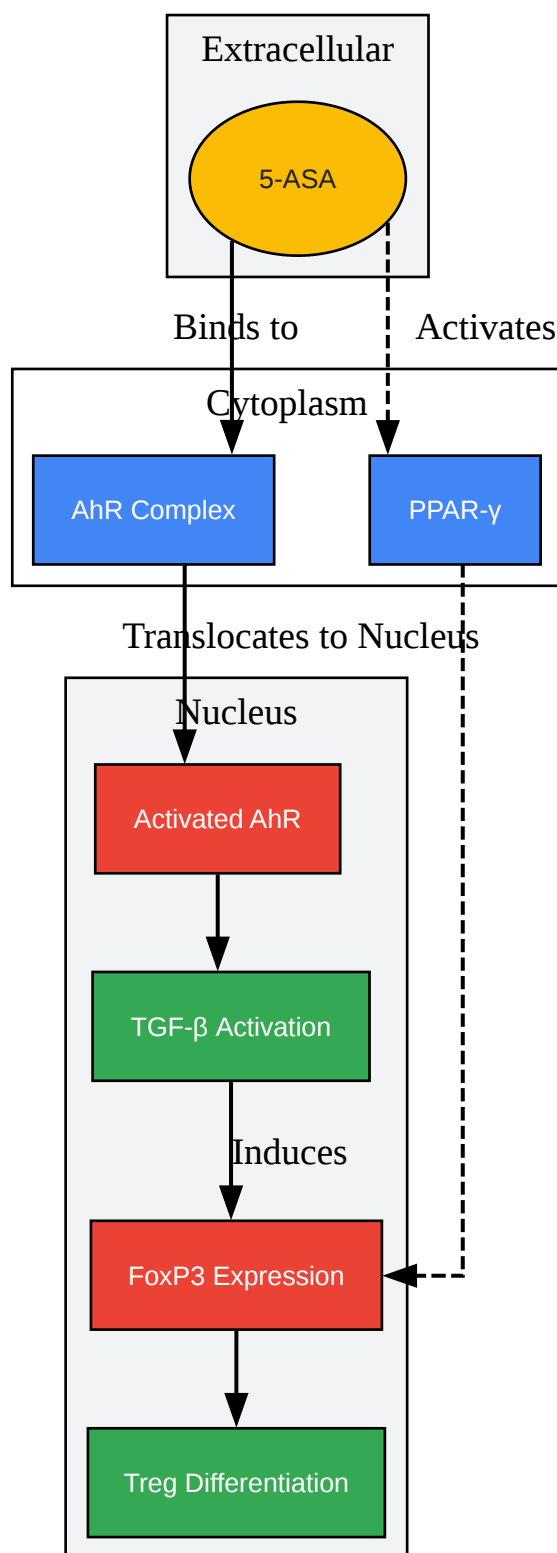 Extracellular
5-ASA
Binds to
Activates
Cytoplasm
AhR Complex
PPAR-γ
Translocates to Nucleus
Nucleus
Activated AhR
TGF-β Activation
Induces
FoxP3 Expression
Treg Differentiation